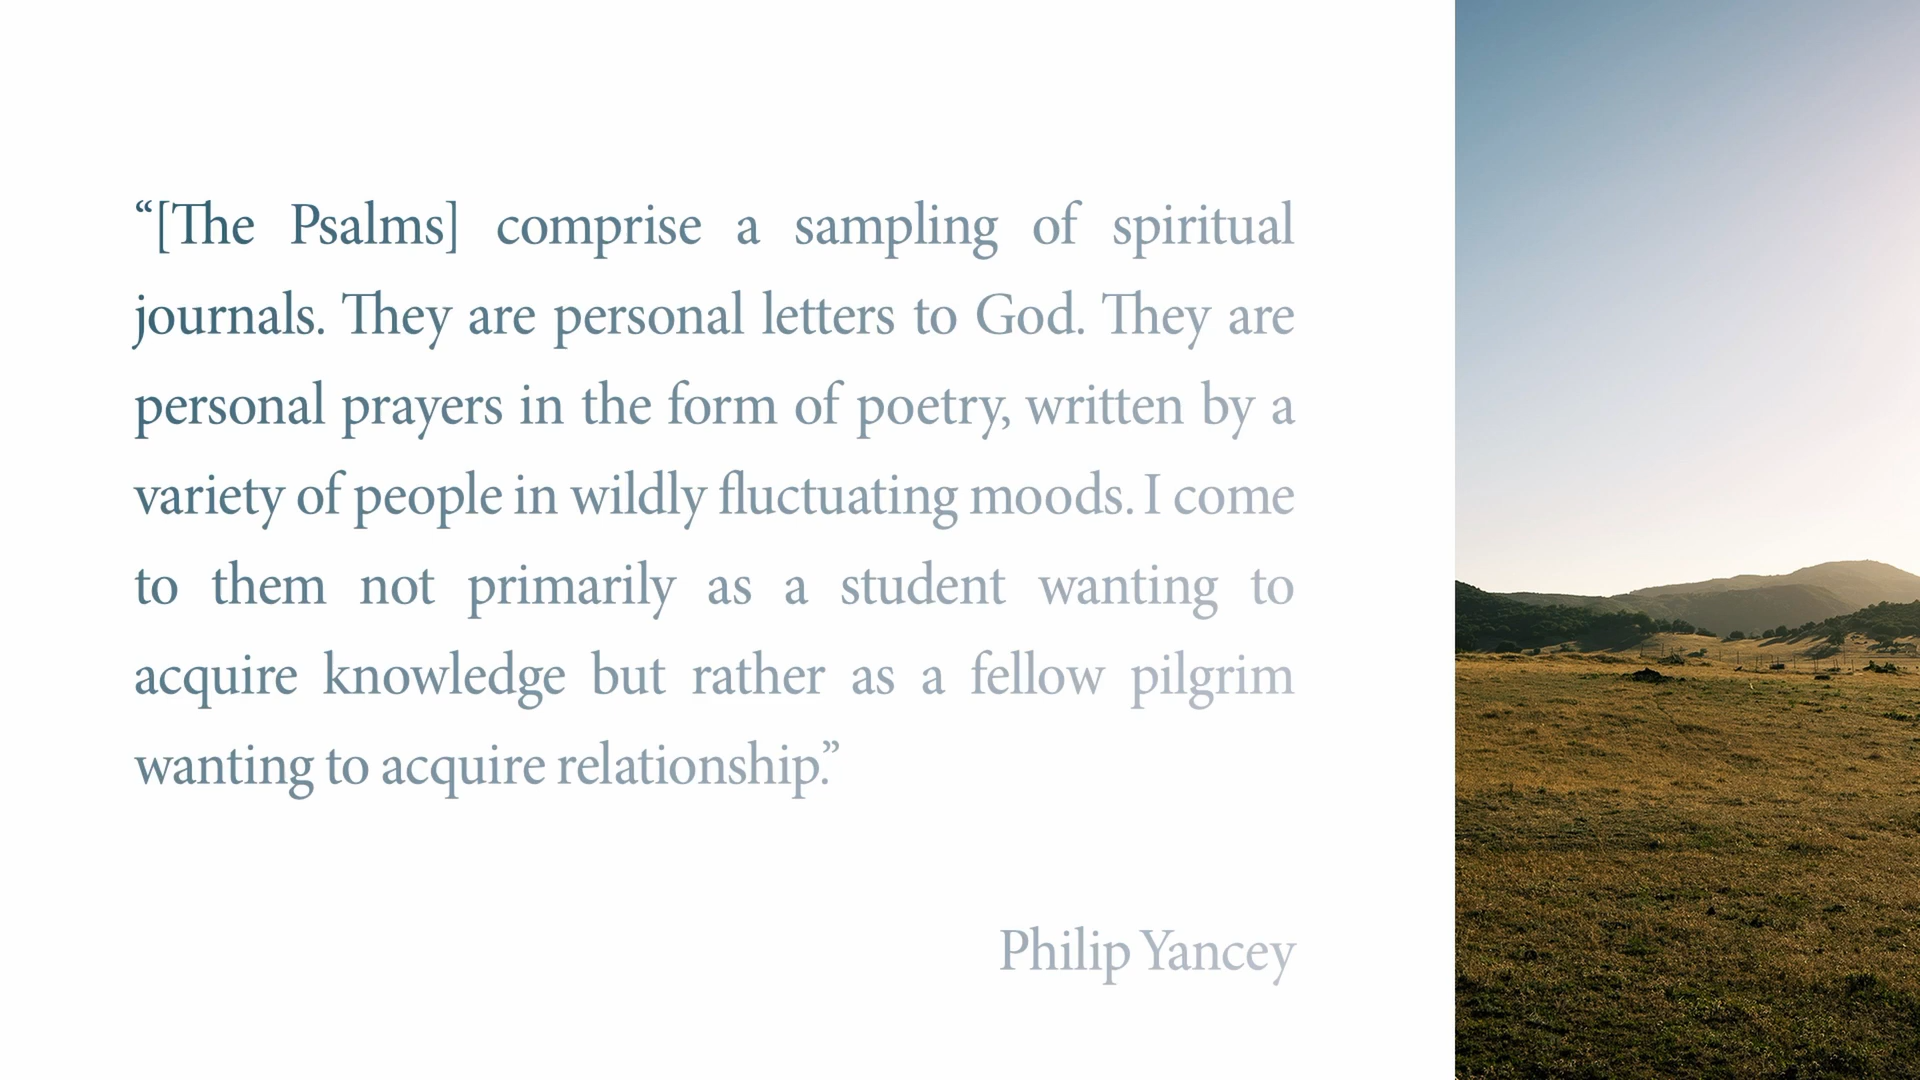 “[The Psalms] comprise a sampling of spiritual
journals. They are personal letters to God. They are
personal prayers in the form of poetry, written by a
variety of people in wildly fluctuating moods. I come
to them not primarily as a student wanting to
acquire knowledge but rather as a fellow pilgrim
wanting to acquire relationship.”
Philip Yancey